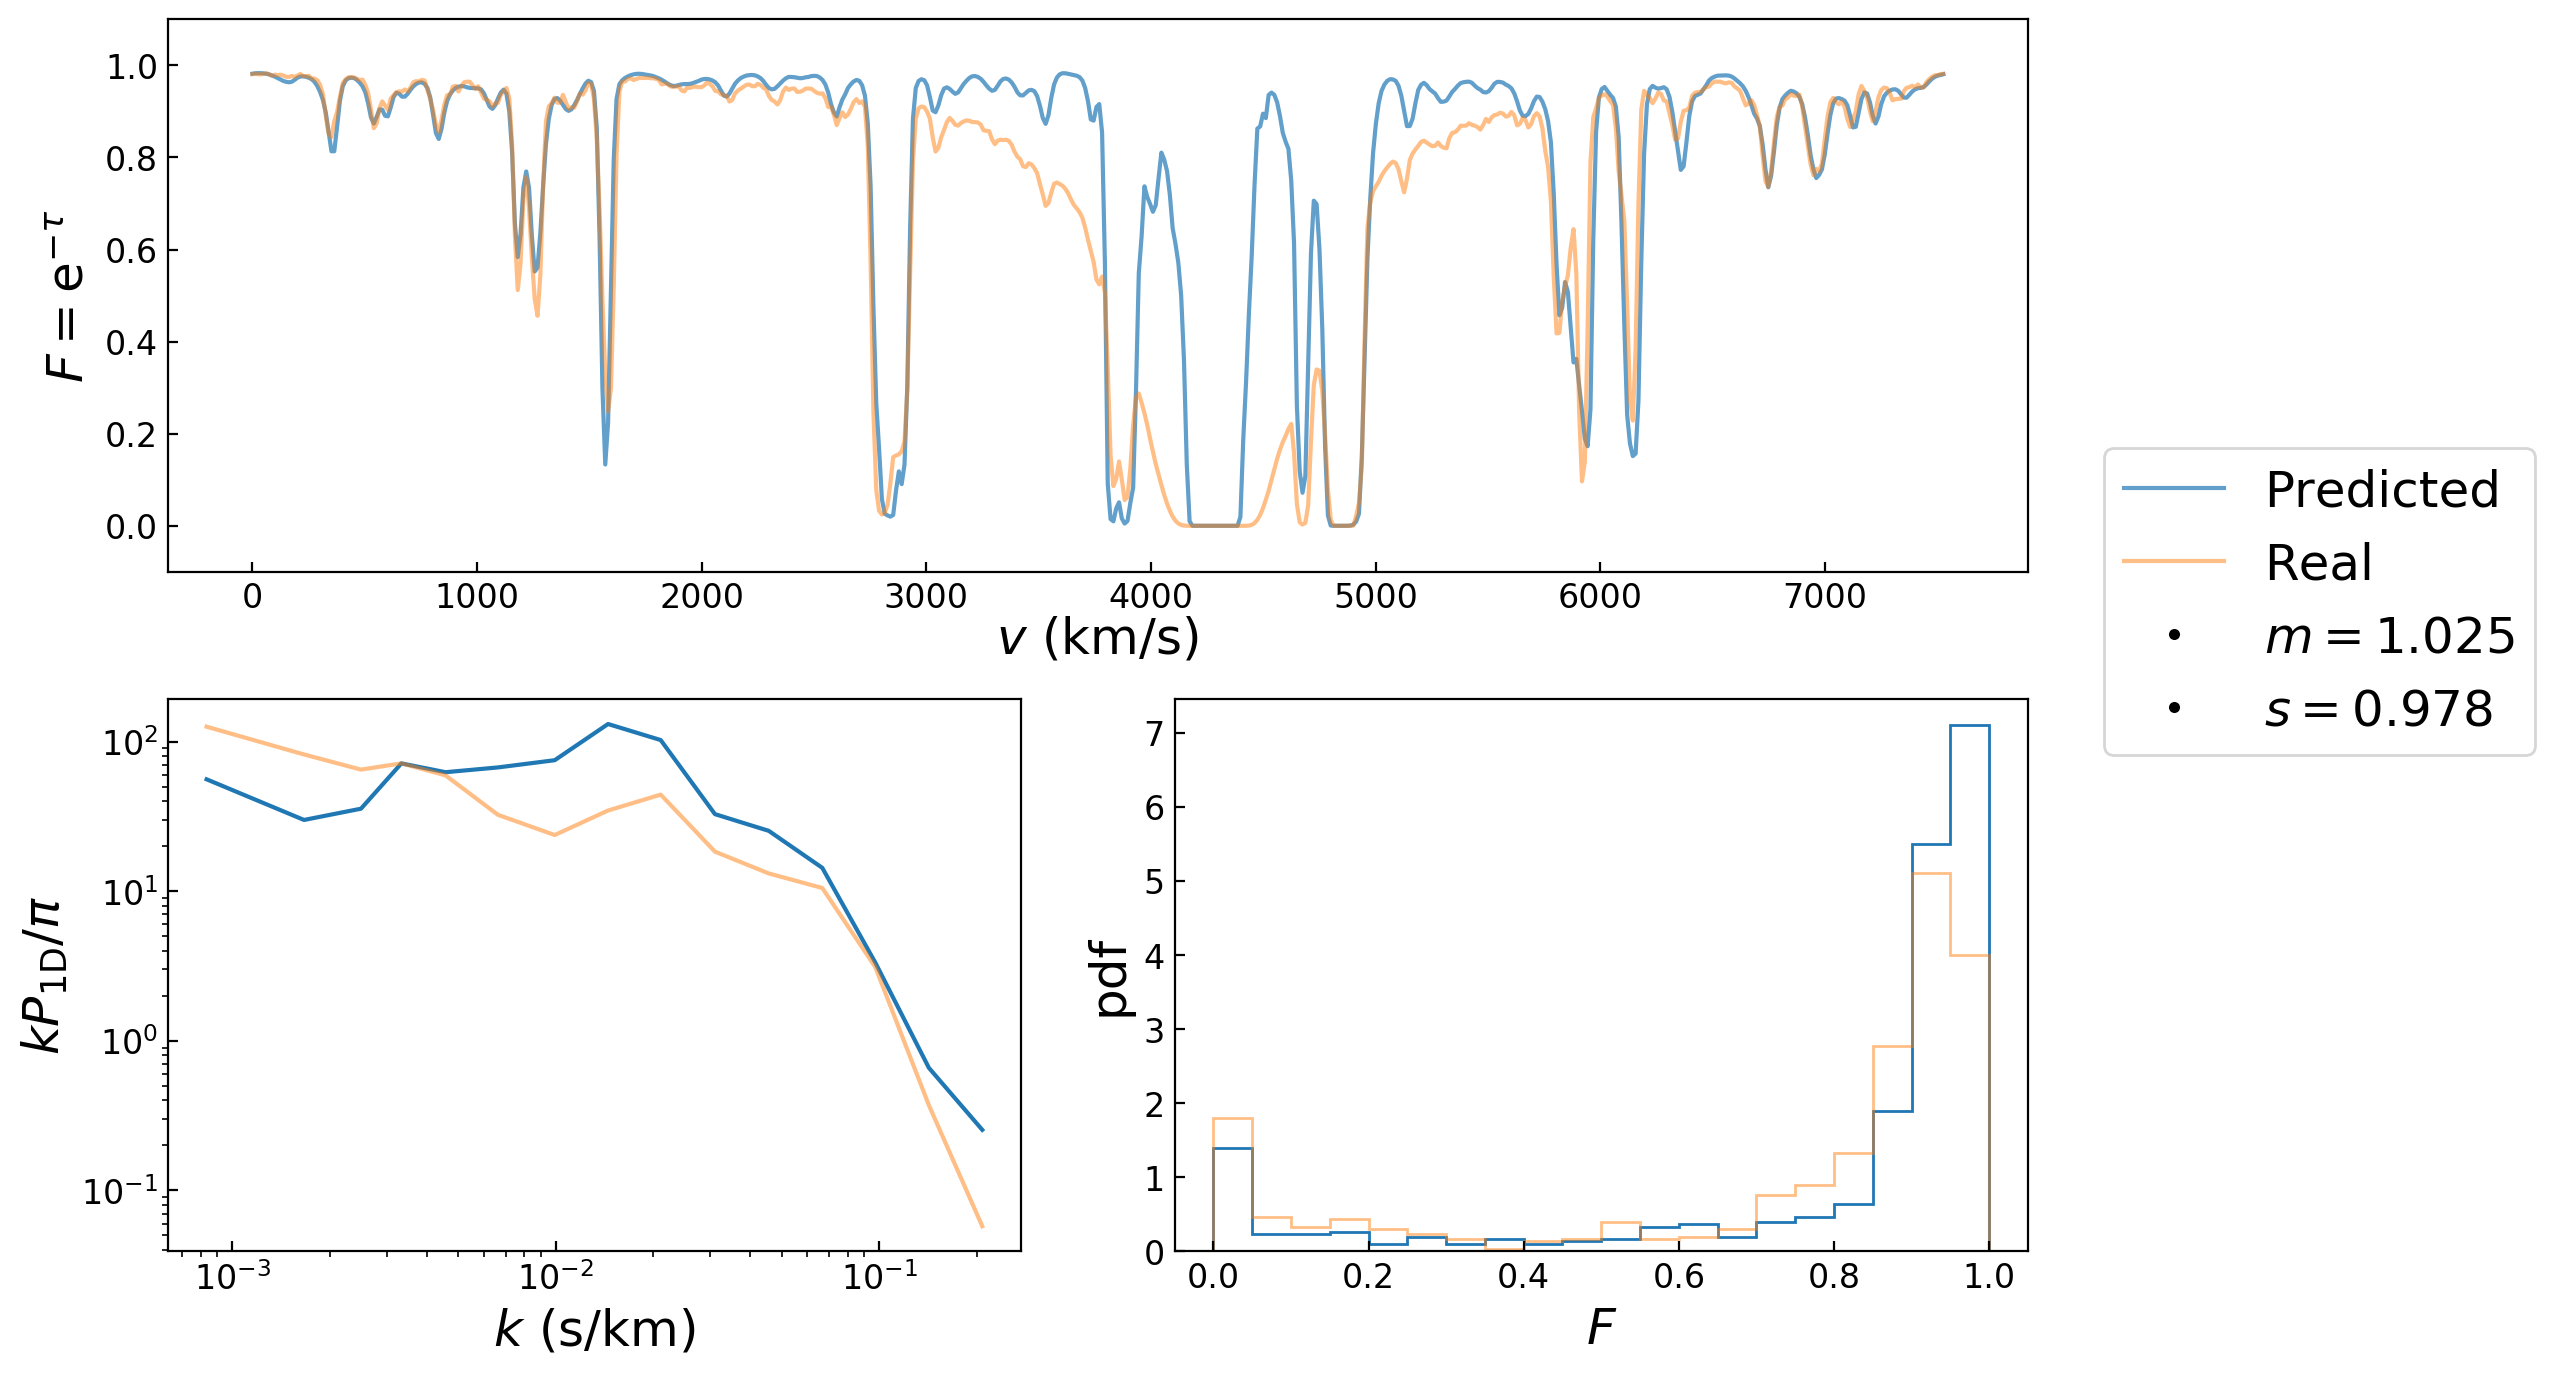 1.0
0.8
0.6
0.4
0.2
0.0
F = e^{−τ}
0 1000 2000 3000 4000 5000 6000 7000
v (km/s)
Predicted
Real
m = 1.025
s = 0.978
10^2
10^1
10^0
10^{−1}
kP_{1D}/π
10^{−3} 10^{−2} 10^{−1}
k (s/km)
7
6
5
4
3
2
1
0
pdf
0.0 0.2 0.4 0.6 0.8 1.0
F